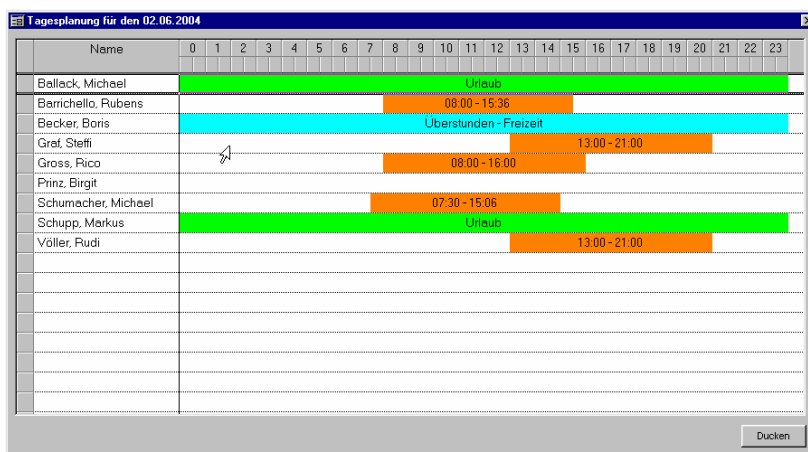 Tagesplanung für den 02.06.2004
Name 0 1 2 3 4 5 6 7 8 9 10 11 12 13 14 15 16 17 18 19 20 21 22 23
Ballack, Michael Urlaub
Barrichello, Rubens 08:00 - 15:36
Becker, Boris Überstunden - Freizeit
Graf, Steffi 13:00 - 21:00
Gross, Rico 08:00 - 16:00
Prinz, Birgit
Schumacher, Michael 07:30 - 15:06
Schupp, Markus Urlaub
Völler, Rudi 13:00 - 21:00
Ducken